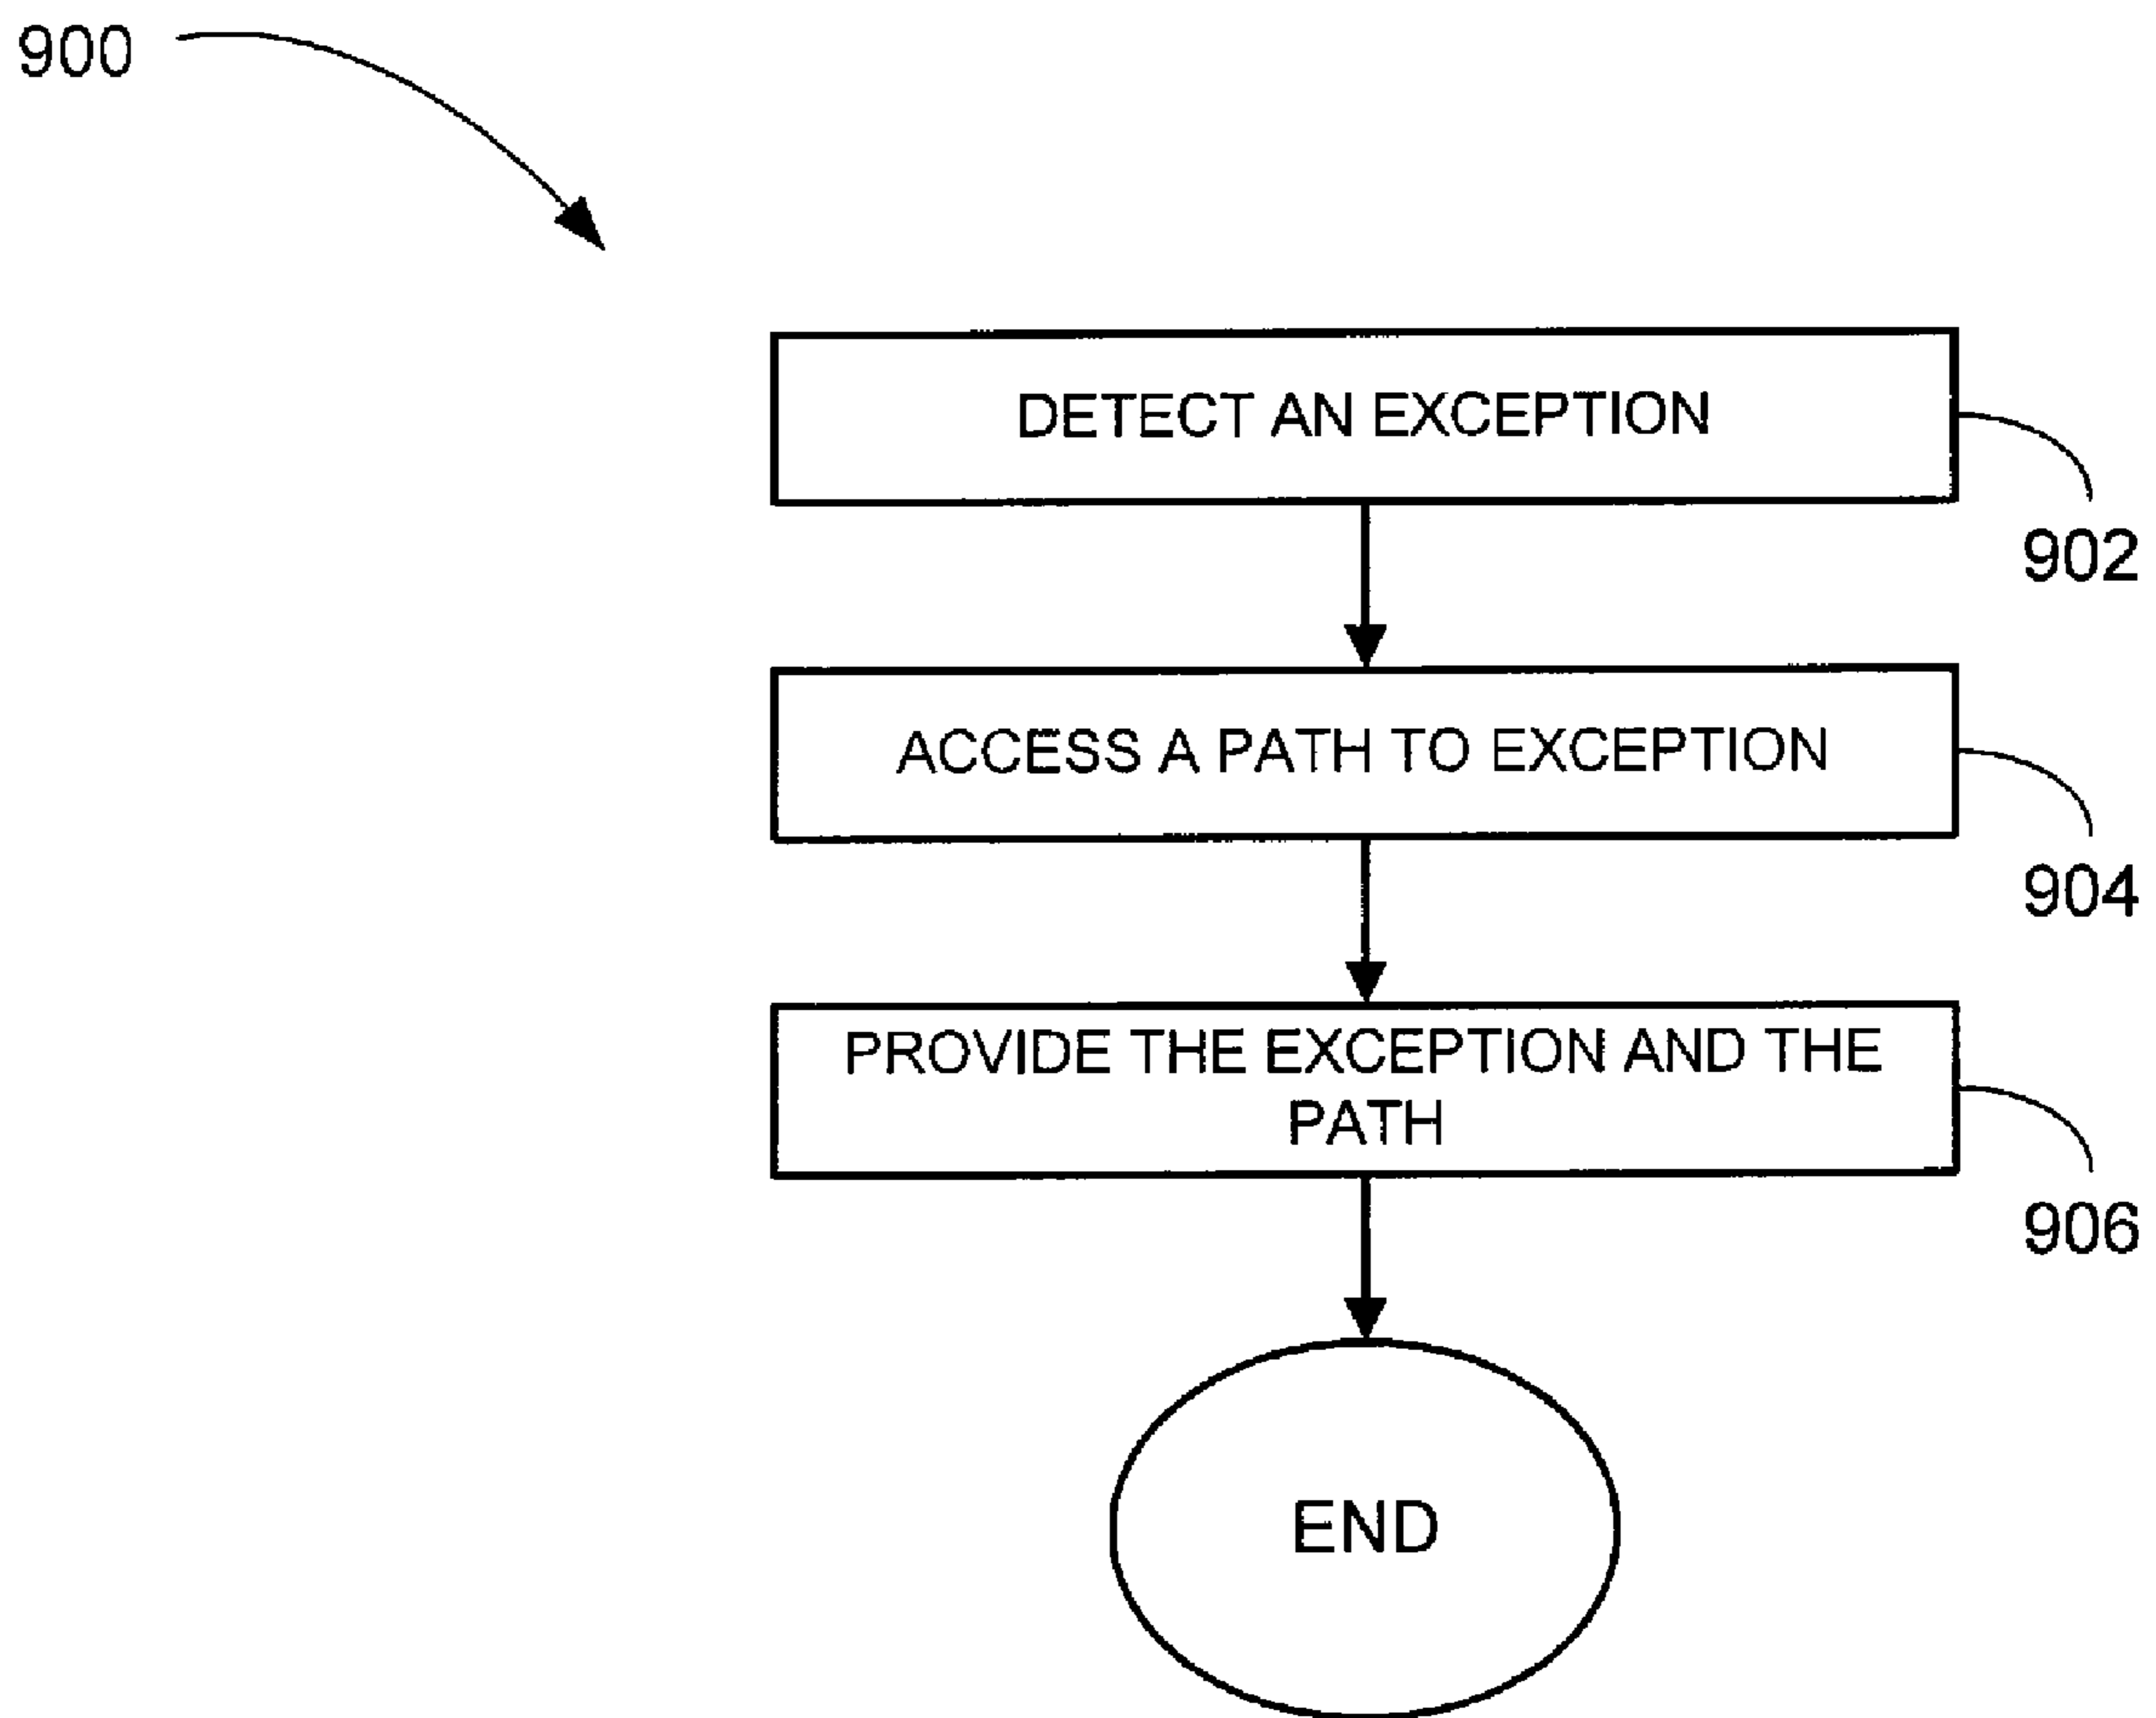 900
DETECT AN EXCEPTION
902
ACCESS A PATH TO EXCEPTION
904
PROVIDE THE EXCEPTION AND THE
PATH
906
END